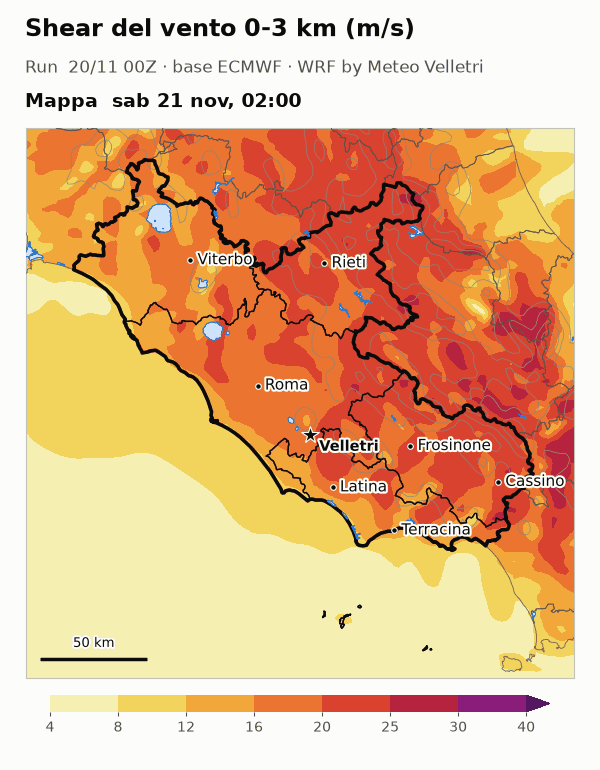 Shear del vento 0-3 km (m/s)
Run  20/11 00Z · base ECMWF · WRF by Meteo Velletri
Mappa  sab 21 nov, 02:00
Viterbo
Rieti
Roma
Velletri
Frosinone
Cassino
Latina
Terracina
50 km
4 8 12 16 20 25 30 40